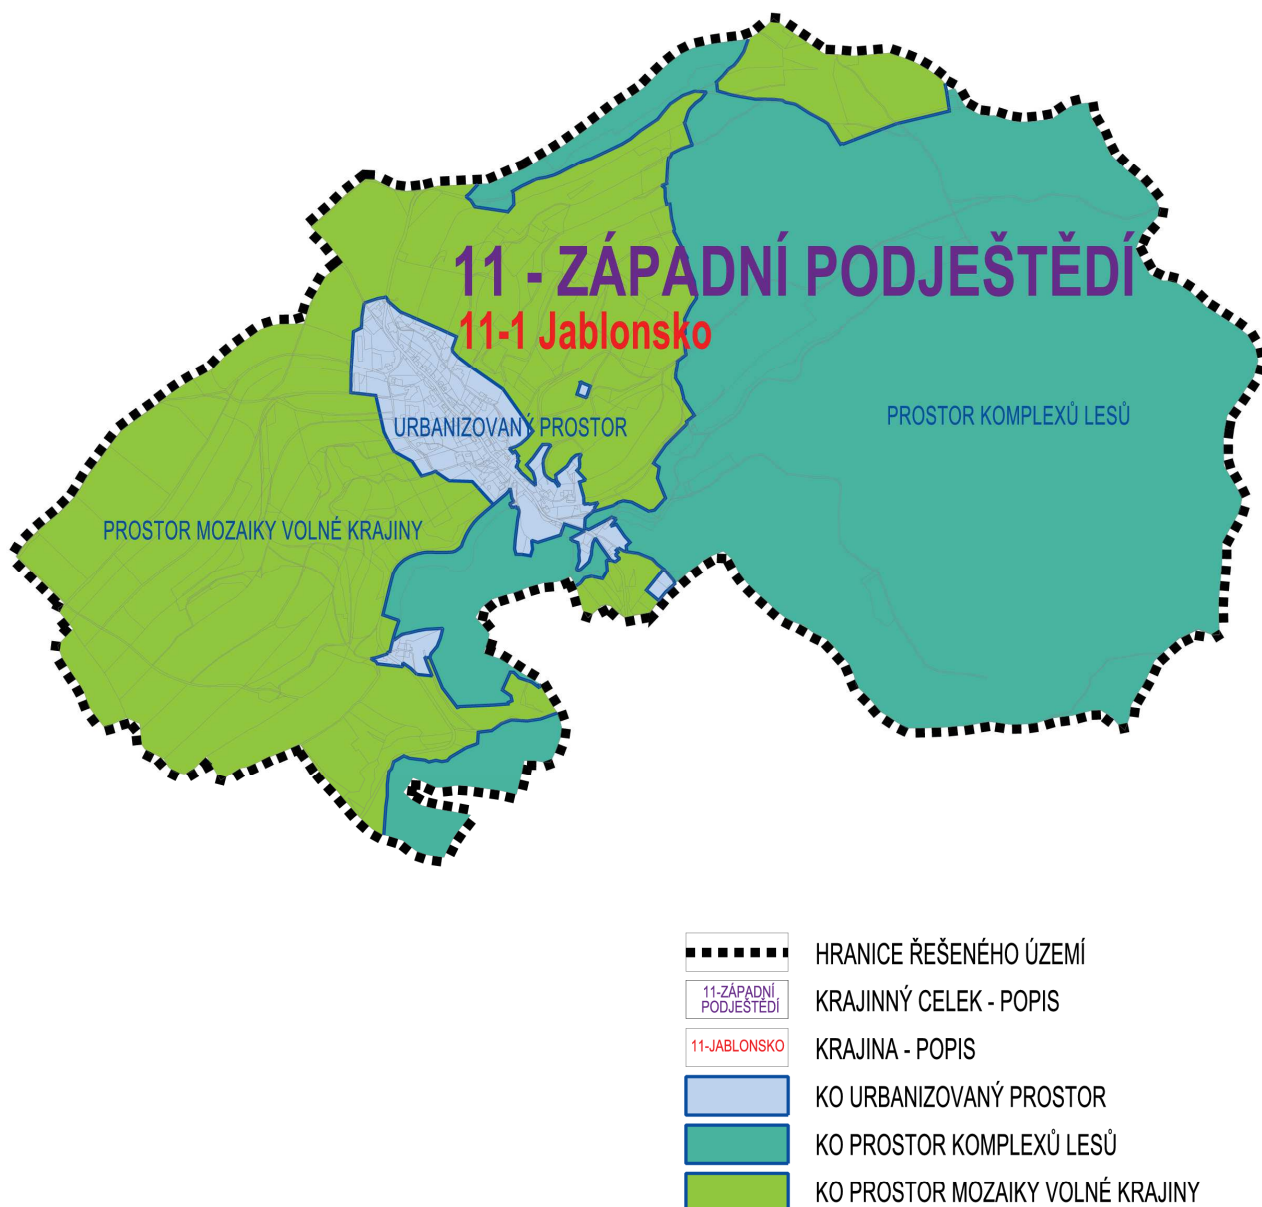 11 - ZÁPADNÍ PODJEŠTĚDÍ
11-1 Jablonsko
PROSTOR KOMPLEXŮ LESŮ
URBANIZOVANÝ PROSTOR
PROSTOR MOZAIKY VOLNÉ KRAJINY
HRANICE ŘEŠENÉHO ÚZEMÍ
11-ZÁPADNÍ
PODJEŠTĚDÍ
KRAJINNÝ CELEK - POPIS
11-JABLONSKO
KRAJINA - POPIS
KO URBANIZOVANÝ PROSTOR
KO PROSTOR KOMPLEXŮ LESŮ
KO PROSTOR MOZAIKY VOLNÉ KRAJINY